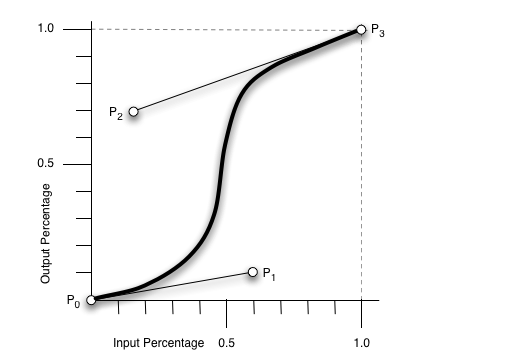 1.0
P3
P2
0.5
Output Percentage
P1
P0
Input Percentage
0.5
1.0